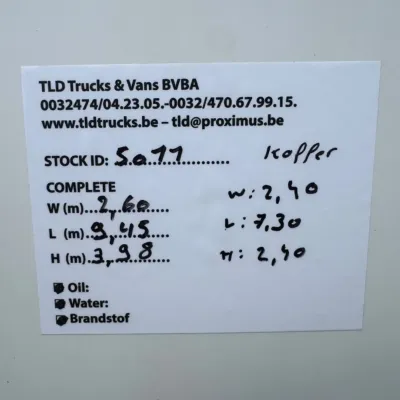 TLD Trucks & Vans BVBA
0032474/04.23.05.-0032/470.67.99.15.
www.tldtrucks.be – tld@proximus.be
STOCK ID: 5011 Koffer
COMPLETE
W (m)...2,60 W: 2,40
L (m)...9,45 L: 7,30
H (m)...3,98 H: 2,40
Oil:
Water:
Brandstof